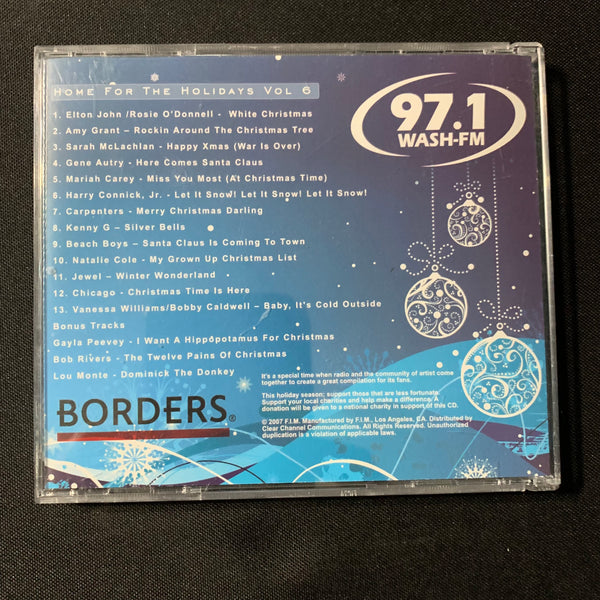 Home For The Holidays Vol 6
1. Elton John /Rosie O'Donnell - White Christmas
2. Amy Grant – Rockin Around The Christmas Tree
3. Sarah McLachlan - Happy Xmas (War Is Over)
4. Gene Autry - Here Comes Santa Claus
5. Mariah Carey - Miss You Most (At Christmas Time)
6. Harry Connick, Jr. - Let It Snow! Let It Snow! Let It Snow!
7. Carpenters - Merry Christmas Darling
8. Kenny G – Silver Bells
9. Beach Boys – Santa Claus Is Coming To Town
10. Natalie Cole - My Grown Up Christmas List
11. Jewel – Winter Wonderland
12. Chicago - Christmas Time Is Here
13. Vanessa Williams/Bobby Caldwell – Baby, It's Cold Outside
Bonus Tracks
Gayla Peevey - I Want A Hippopotamus For Christmas
Bob Rivers - The Twelve Pains Of Christmas
Lou Monte - Dominick The Donkey
97.1
WASH-FM
BORDERS®
It's a special time when radio and the community of artist come
together to create a great compilation for its fans.
This holiday season; support those that are less fortunate.
Support your local charities and help make a difference. A
donation will be given to a national charity in support of this CD.
© 2007 F.I.M. Manufactured by F.I.M., Los Angeles, CA. Distributed by
Clear Channel Communications. All Rights Reserved. Unauthorized
duplication is a violation of applicable laws.